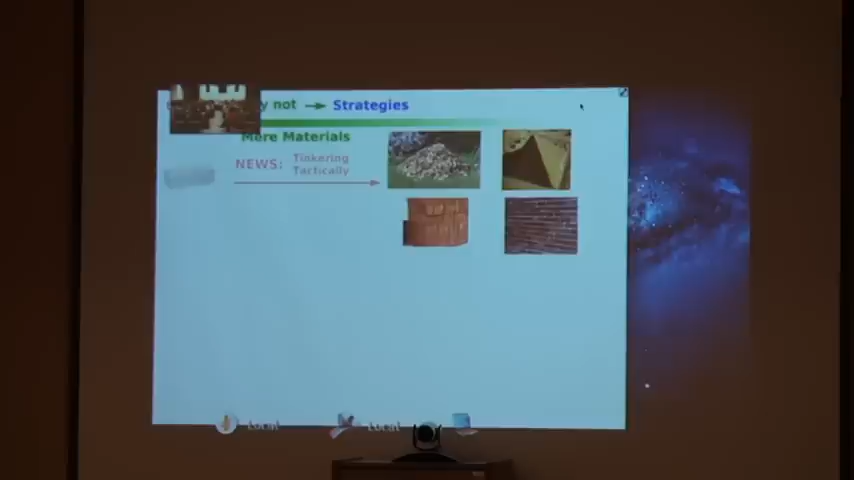 y not → Strategies
Mere Materials
NEWS: Tinkering
Tactically
Local
Local